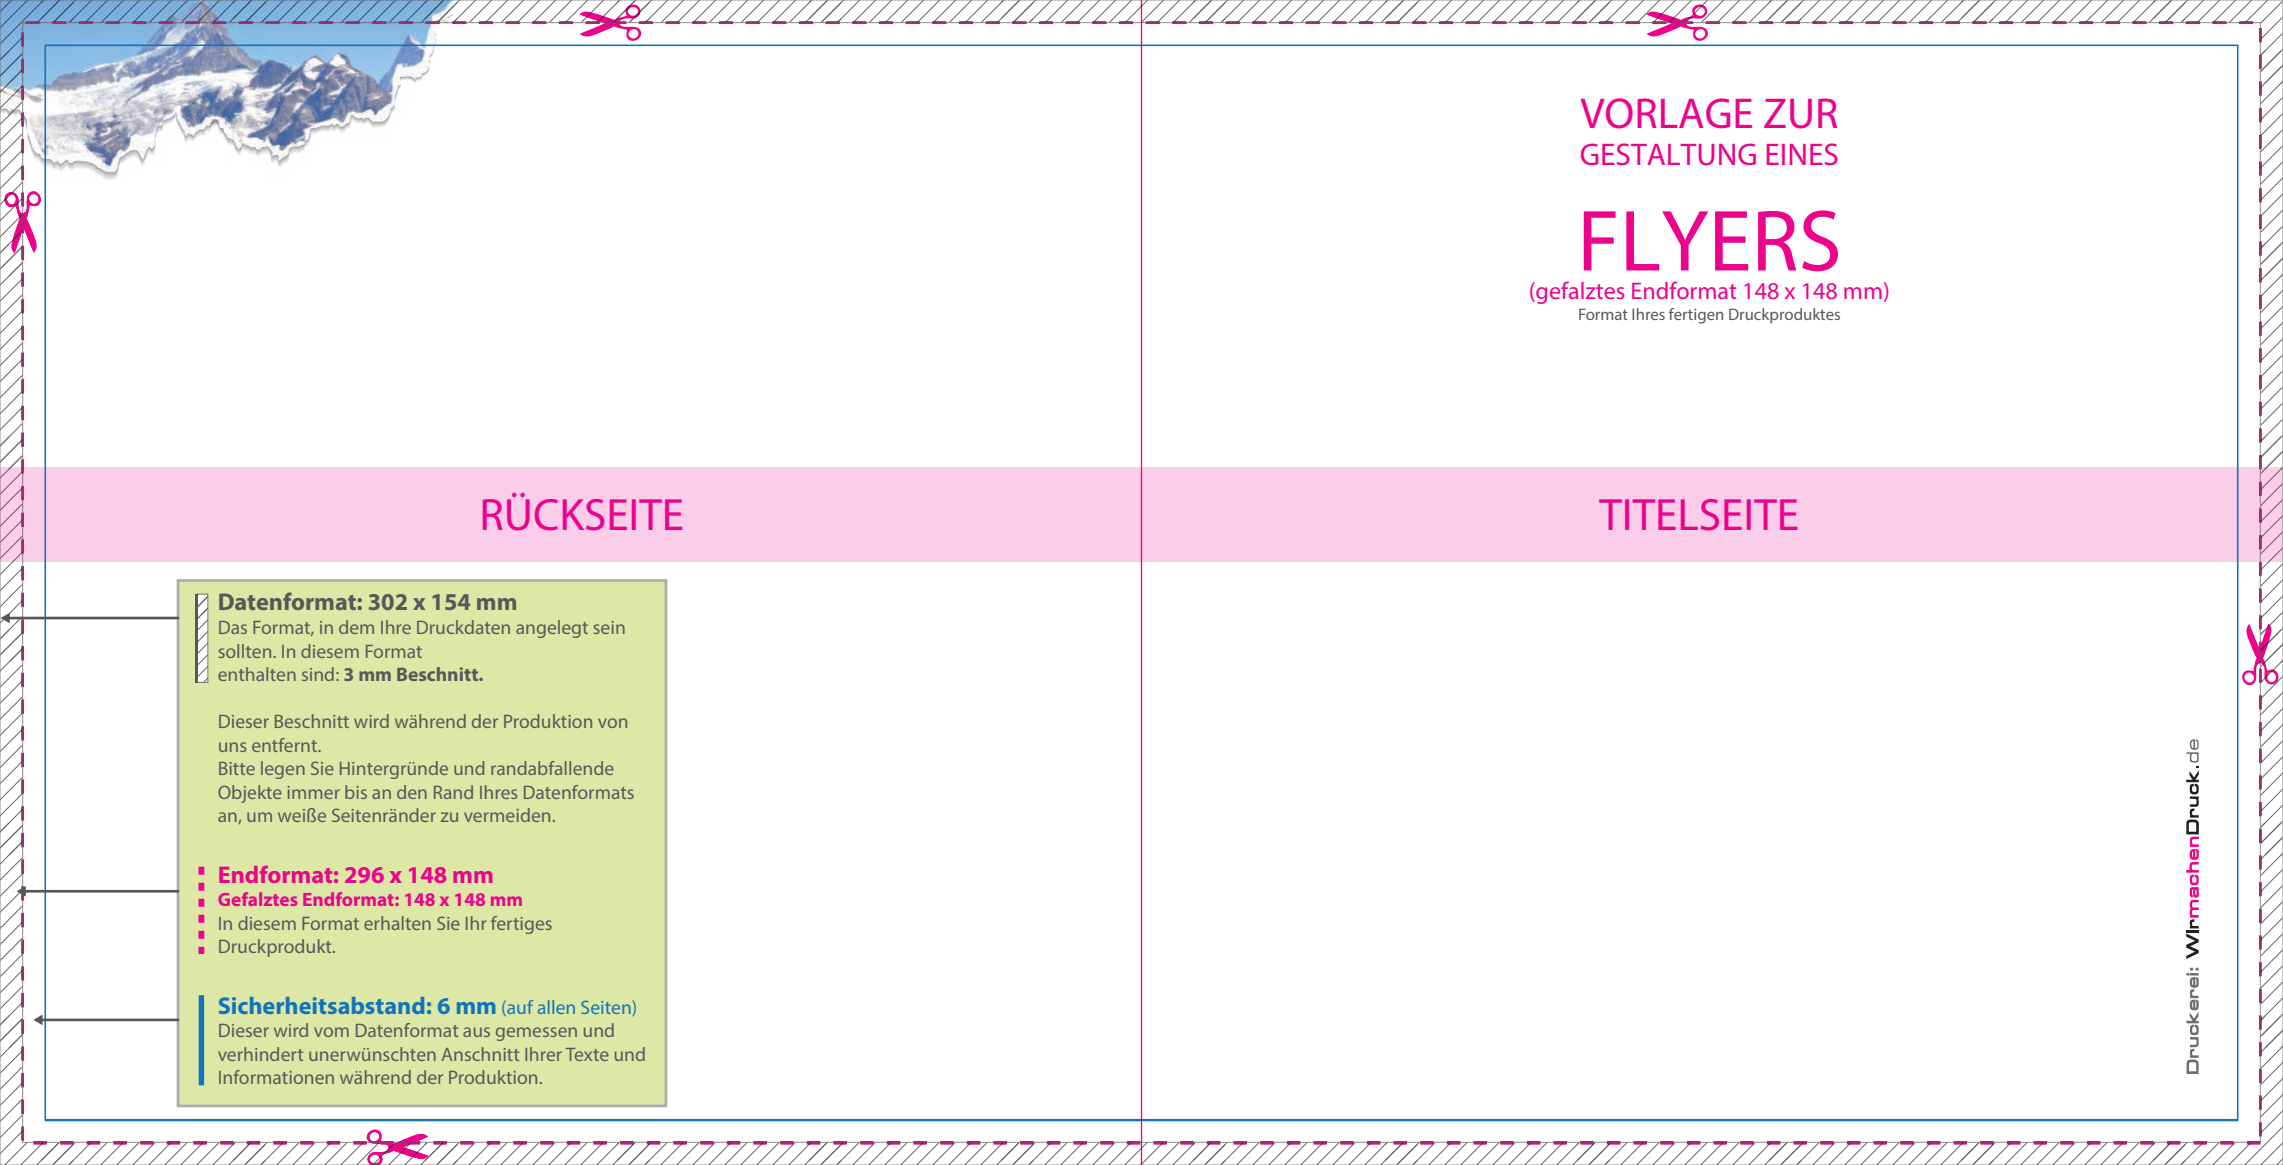 VORLAGE ZUR
GESTALTUNG EINES
FLYERS
(gefalztes Endformat 148 x 148 mm)
Format Ihres fertigen Druckproduktes
RÜCKSEITE
TITELSEITE
Datenformat: 302 x 154 mm
Das Format, in dem Ihre Druckdaten angelegt sein
sollten. In diesem Format
enthalten sind: 3 mm Beschnitt.
Dieser Beschnitt wird während der Produktion von
uns entfernt.
Bitte legen Sie Hintergründe und randabfallende
Objekte immer bis an den Rand Ihres Datenformats
an, um weiße Seitenränder zu vermeiden.
Endformat: 296 x 148 mm
Gefalztes Endformat: 148 x 148 mm
In diesem Format erhalten Sie Ihr fertiges
Druckprodukt.
Sicherheitsabstand: 6 mm (auf allen Seiten)
Dieser wird vom Datenformat aus gemessen und
verhindert unerwünschten Anschnitt Ihrer Texte und
Informationen während der Produktion.
Druckerei: WIrmachenDruck.de